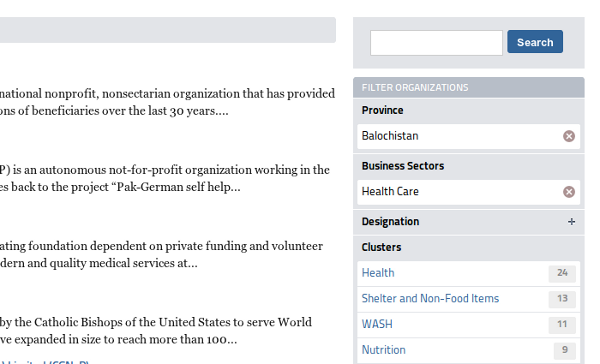 national nonprofit, nonsectarian organization that has provided
ons of beneficiaries over the last 30 years....
P) is an autonomous not-for-profit organization working in the
es back to the project “Pak-German self help...
ating foundation dependent on private funding and volunteer
dern and quality medical services at...
by the Catholic Bishops of the United States to serve World
ve expanded in size to reach more than 100...
Search
FILTER ORGANIZATIONS
Province
Balochistan
Business Sectors
Health Care
Designation
Clusters
Health 24
Shelter and Non-Food Items 13
WASH 11
Nutrition 9